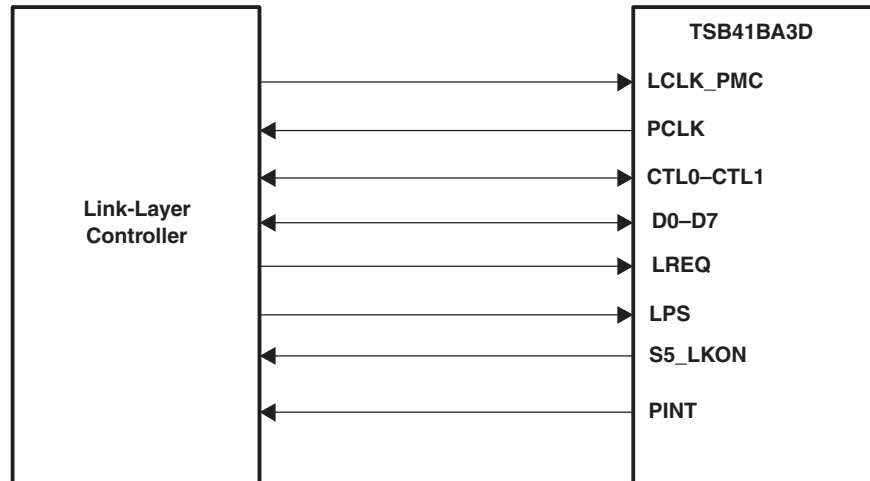 TSB41BA3D
LCLK_PMC
PCLK
CTL0–CTL1
Link-Layer
Controller
D0–D7
LREQ
LPS
S5_LKON
PINT